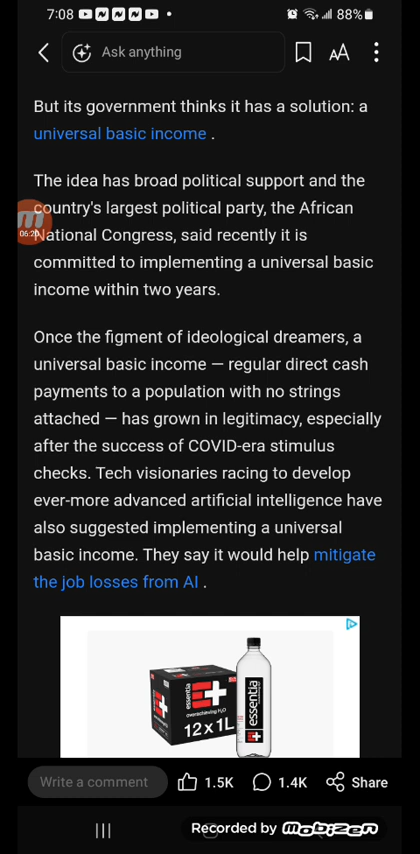 7:08 88%
Ask anything AA
But its government thinks it has a solution: a
universal basic income .
The idea has broad political support and the
country's largest political party, the African
National Congress, said recently it is
committed to implementing a universal basic
income within two years.
06:20
Once the figment of ideological dreamers, a
universal basic income — regular direct cash
payments to a population with no strings
attached — has grown in legitimacy, especially
after the success of COVID-era stimulus
checks. Tech visionaries racing to develop
ever-more advanced artificial intelligence have
also suggested implementing a universal
basic income. They say it would help mitigate
the job losses from AI .
essentia
overachieving H₂O
12 x 1L
essentia
Write a comment 1.5K 1.4K Share
Recorded by mobizen